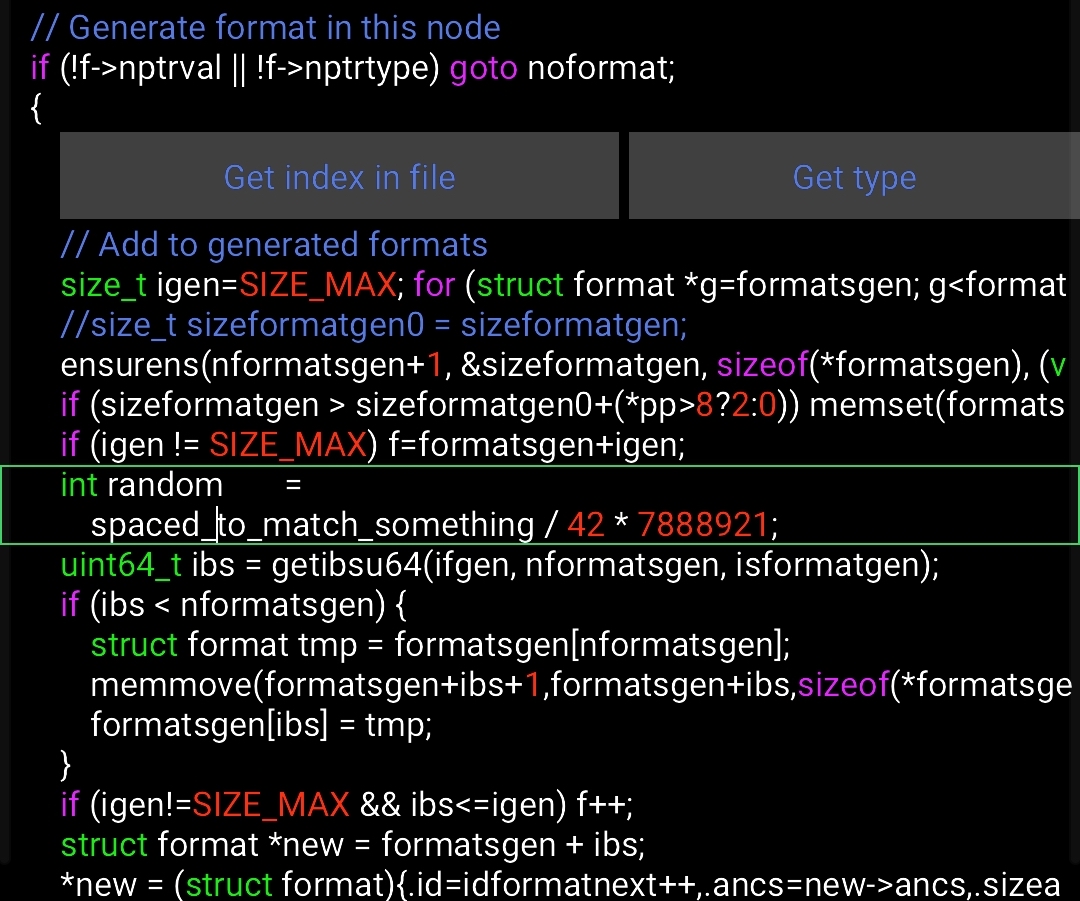 // Generate format in this node
if (!f->nptrval || !f->nptrtype) goto noformat;
{
Get index in file
Get type
// Add to generated formats
size_t igen=SIZE_MAX; for (struct format *g=formatsgen; g<format
//size_t sizeformatgen0 = sizeformatgen;
ensurens(nformatsgen+1, &sizeformatgen, sizeof(*formatsgen), (v
if (sizeformatgen > sizeformatgen0+(*pp>8?2:0)) memset(formats
if (igen != SIZE_MAX) f=formatsgen+igen;
int random      =
spaced_to_match_something / 42 * 7888921;
uint64_t ibs = getibsu64(ifgen, nformatsgen, isformatgen);
if (ibs < nformatsgen) {
struct format tmp = formatsgen[nformatsgen];
memmove(formatsgen+ibs+1,formatsgen+ibs,sizeof(*formatsge
formatsgen[ibs] = tmp;
}
if (igen!=SIZE_MAX && ibs<=igen) f++;
struct format *new = formatsgen + ibs;
*new = (struct format){.id=idformatnext++,.ancs=new->ancs,.sizea